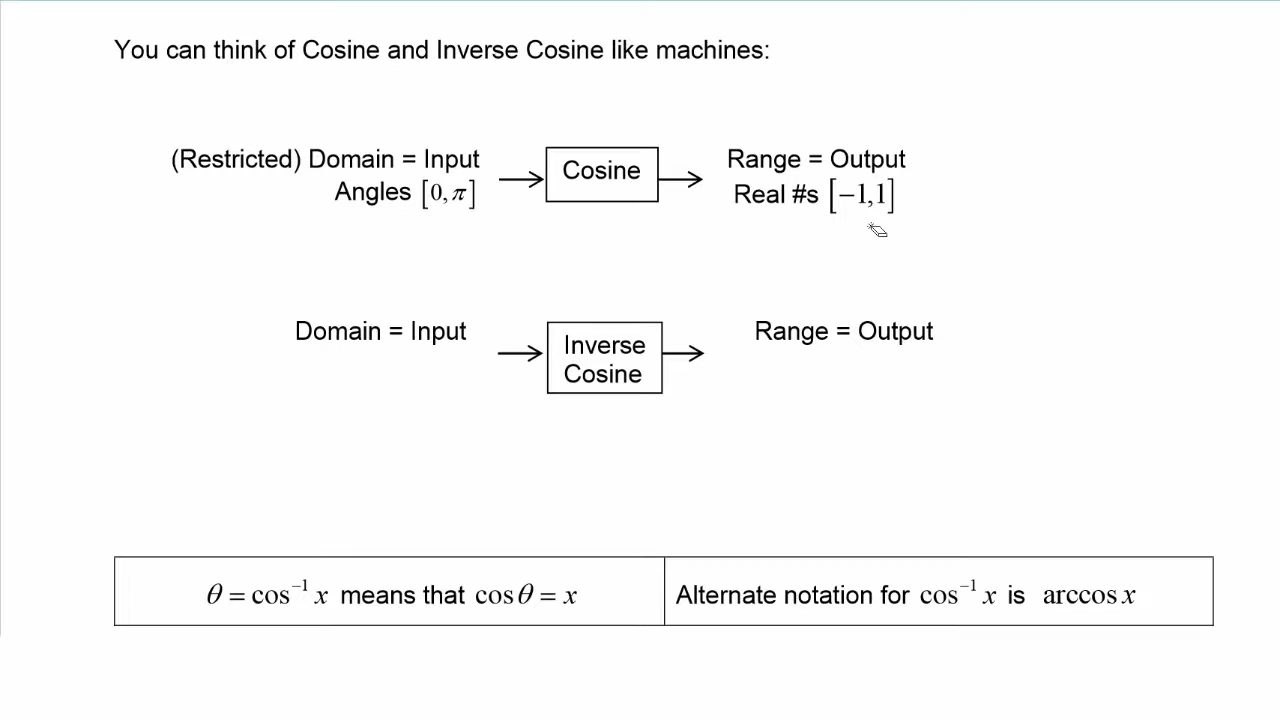 You can think of Cosine and Inverse Cosine like machines:
(Restricted) Domain = Input
Angles [0, π]
Cosine
Range = Output
Real #s [−1,1]
Domain = Input
Inverse
Cosine
Range = Output
θ = cos⁻¹ x means that cos θ = x
Alternate notation for cos⁻¹ x is arccos x